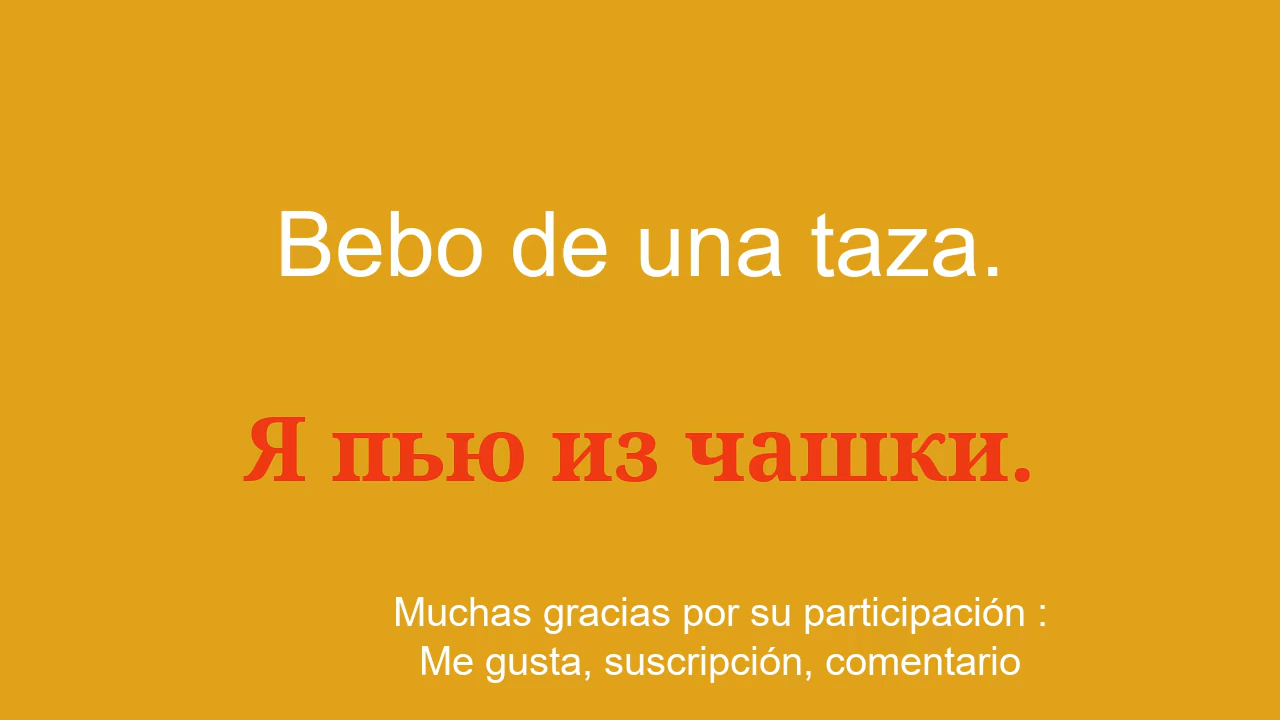 Bebo de una taza.
Я пью из чашки.
Muchas gracias por su participación :
Me gusta, suscripción, comentario